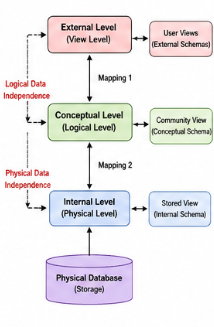 External Level
(View Level)
User Views
(External Schemas)
Logical Data
Independence
Mapping 1
Conceptual Level
(Logical Level)
Community View
(Conceptual Schema)
Physical Data
Independence
Mapping 2
Internal Level
(Physical Level)
Stored View
(Internal Schema)
Physical Database
(Storage)